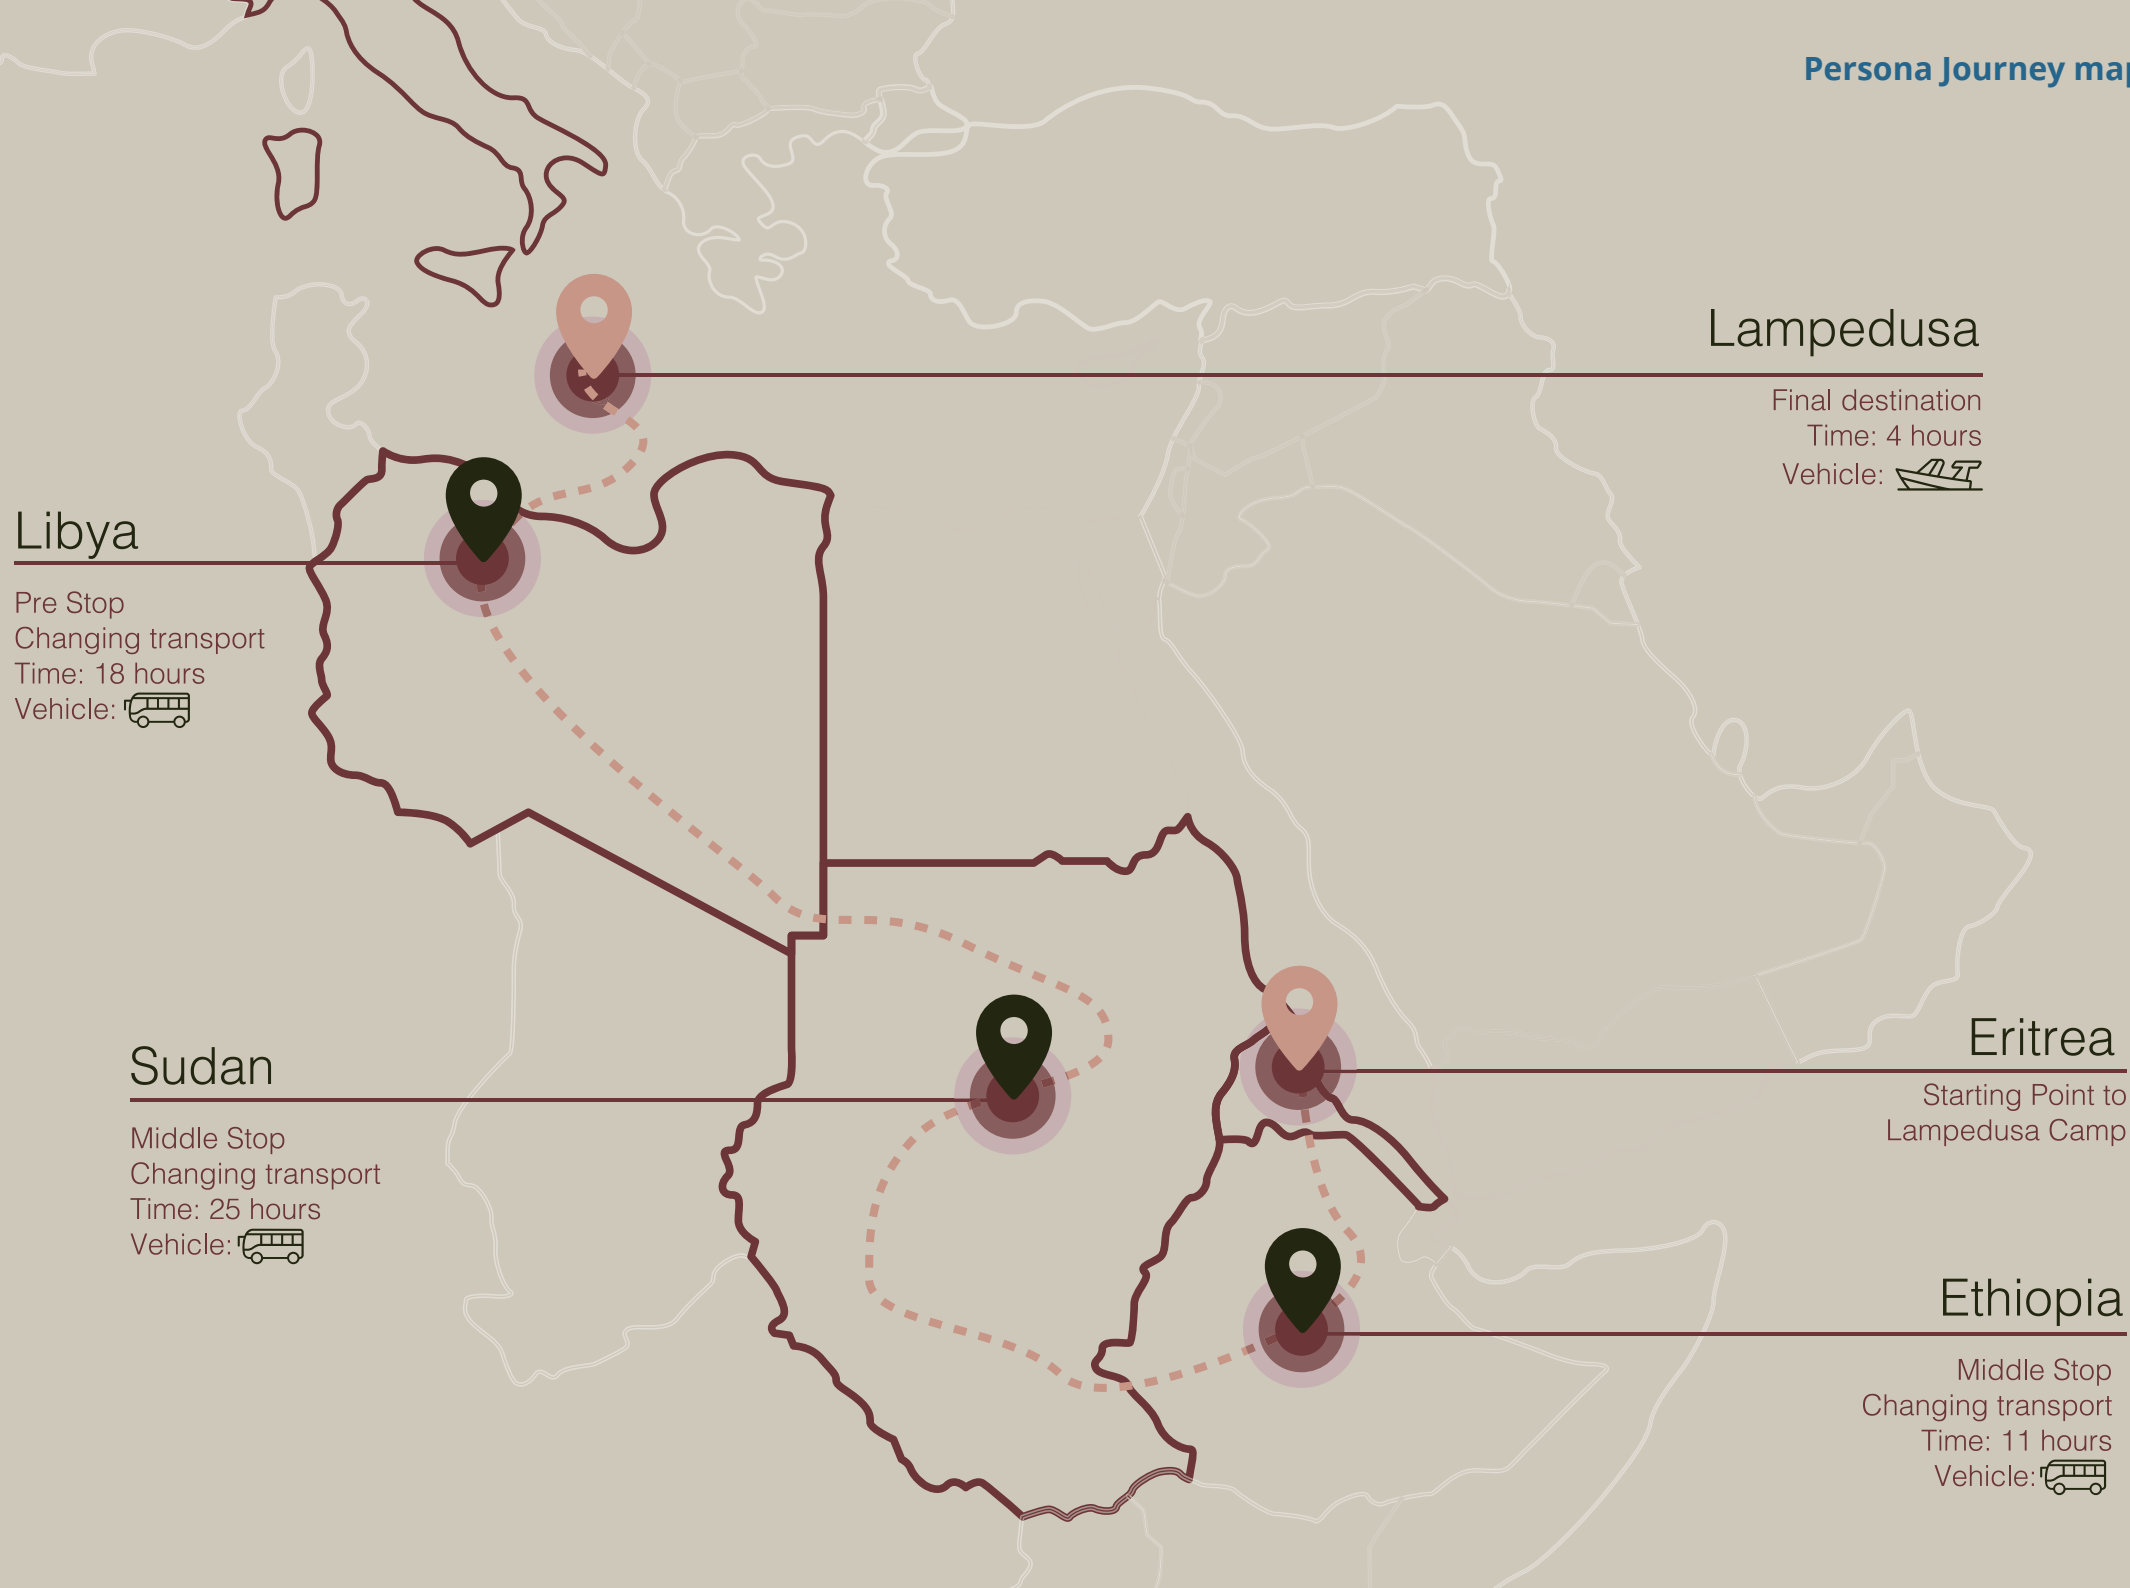 Persona Journey map
Lampedusa
Final destination
Time: 4 hours
Vehicle:
Libya
Pre Stop
Changing transport
Time: 18 hours
Vehicle:
Sudan
Middle Stop
Changing transport
Time: 25 hours
Vehicle:
Eritrea
Starting Point to
Lampedusa Camp
Ethiopia
Middle Stop
Changing transport
Time: 11 hours
Vehicle: